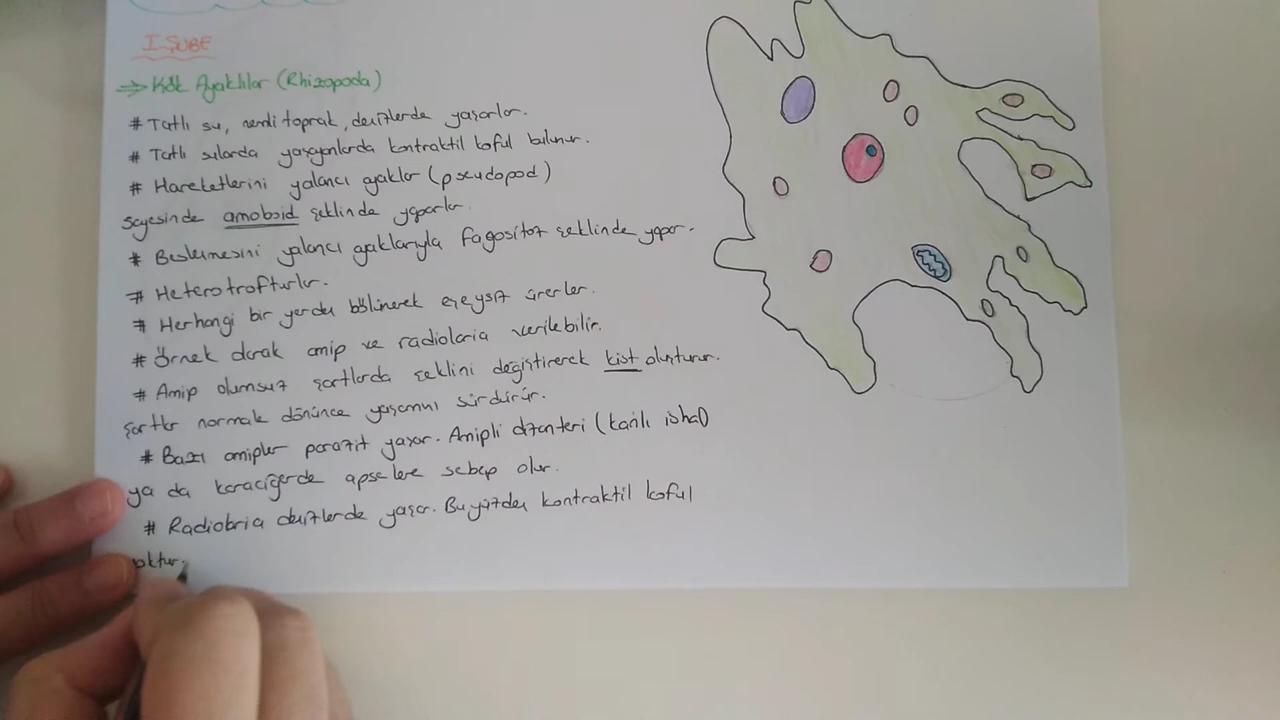 I. ŞUBE
⇒ Kök Ayaklılar (Rhizopoda)
# Tatlı su, nemli toprak, denizlerde yaşarlar.
# Tatlı sularda yaşayanlarda kontraktil koful bulunur.
# Hareketlerini yalancı ayaklar (pseudopod)
sayesinde amoboid şeklinde yaparlar.
# Beslenmesini yalancı ayaklarıyla fagositoz şeklinde yapar.
# Heterotrofturlar.
# Herhangi bir yerden bölünerek eşeysiz ürerler.
# Örnek olarak amip ve radiolaria verilebilir.
# Amip olumsuz şartlarda şeklini değiştirerek kist oluşturur.
Şartlar normale dönünce yaşamını sürdürür.
# Bazı amipler parazit yaşar. Amipli dizanteri (kanlı ishal)
ya da karaciğerde apselere sebep olur.
# Radiolaria denizlerde yaşar. Bu yüzden kontraktil koful
oktur.